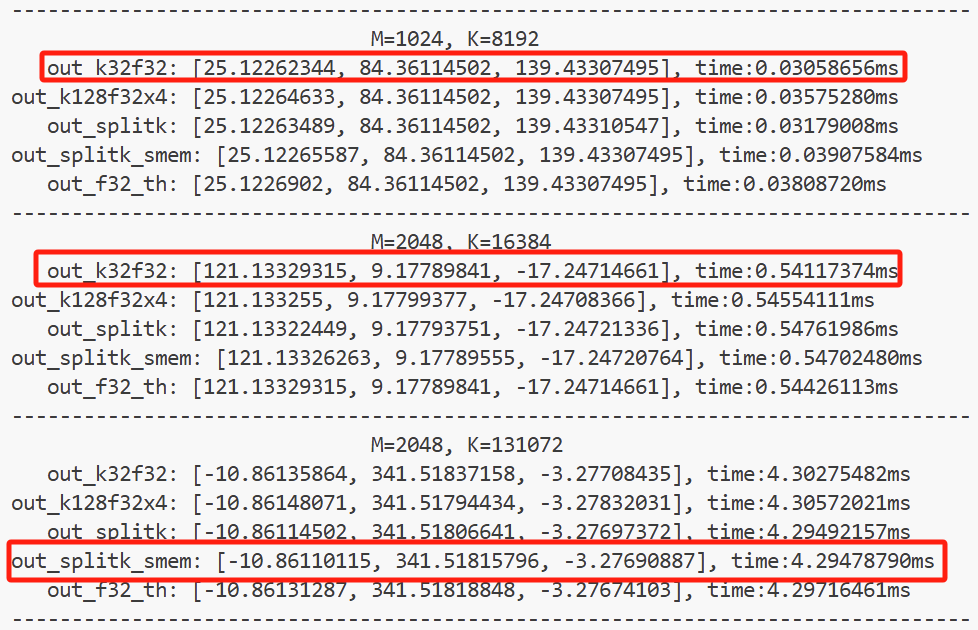 --------------------------------------------------------------------------------
M=1024, K=8192
out_k32f32: [25.12262344, 84.36114502, 139.43307495], time:0.03058656ms
out_k128f32x4: [25.12264633, 84.36114502, 139.43307495], time:0.03575280ms
out_splitk: [25.12263489, 84.36114502, 139.43310547], time:0.03179008ms
out_splitk_smem: [25.12265587, 84.36114502, 139.43307495], time:0.03907584ms
out_f32_th: [25.1226902, 84.36114502, 139.43307495], time:0.03808720ms
--------------------------------------------------------------------------------
M=2048, K=16384
out_k32f32: [121.13329315, 9.17789841, -17.24714661], time:0.54117374ms
out_k128f32x4: [121.133255, 9.17799377, -17.24708366], time:0.54554111ms
out_splitk: [121.13322449, 9.17793751, -17.24721336], time:0.54761986ms
out_splitk_smem: [121.13326263, 9.17789555, -17.24720764], time:0.54702480ms
out_f32_th: [121.13329315, 9.17789841, -17.24714661], time:0.54426113ms
--------------------------------------------------------------------------------
M=2048, K=131072
out_k32f32: [-10.86135864, 341.51837158, -3.27708435], time:4.30275482ms
out_k128f32x4: [-10.86148071, 341.51794434, -3.27832031], time:4.30572021ms
out_splitk: [-10.86114502, 341.51806641, -3.27697372], time:4.29492157ms
out_splitk_smem: [-10.86110115, 341.51815796, -3.27690887], time:4.29478790ms
out_f32_th: [-10.86131287, 341.51818848, -3.27674103], time:4.29716461ms
--------------------------------------------------------------------------------